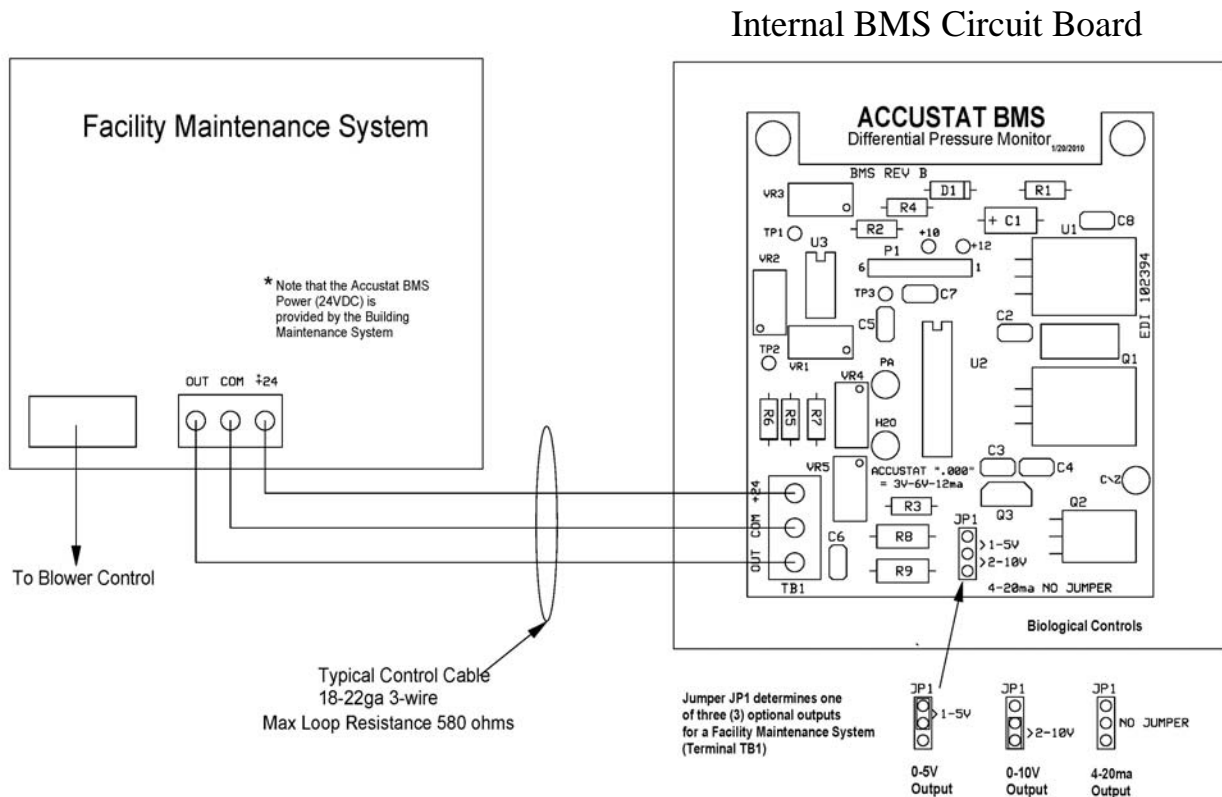 Internal BMS Circuit Board
Facility Maintenance System
* Note that the Accustat BMS
Power (24VDC) is
provided by the Building
Maintenance System
OUT COM +24
To Blower Control
Typical Control Cable
18-22ga 3-wire
Max Loop Resistance 580 ohms
ACCUSTAT BMS
Differential Pressure Monitor 1/20/2010
BMS REV B
VR3
D1
R1
R4
+ C1
C8
R2
U1
TP1
U3
+10
+12
P1
VR2
6
1
TP3
C7
EDI 102394
C5
C2
TP2
VR1
PA
U2
Q1
VR4
R6
R5
R7
H2O
C3
C4
VR5
ACCUSTAT ".000"
= 3V-6V-12ma
C\Z
+24
COM
OUT
R3
Q3
Q2
JP1
C6
R8
>1-5V
>2-10V
R9
TB1
4-20ma NO JUMPER
Biological Controls
Jumper JP1 determines one
of three (3) optional outputs
for a Facility Maintenance System
(Terminal TB1)
JP1
>1-5V
0-5V
Output
JP1
>2-10V
0-10V
Output
JP1
NO JUMPER
4-20ma
Output